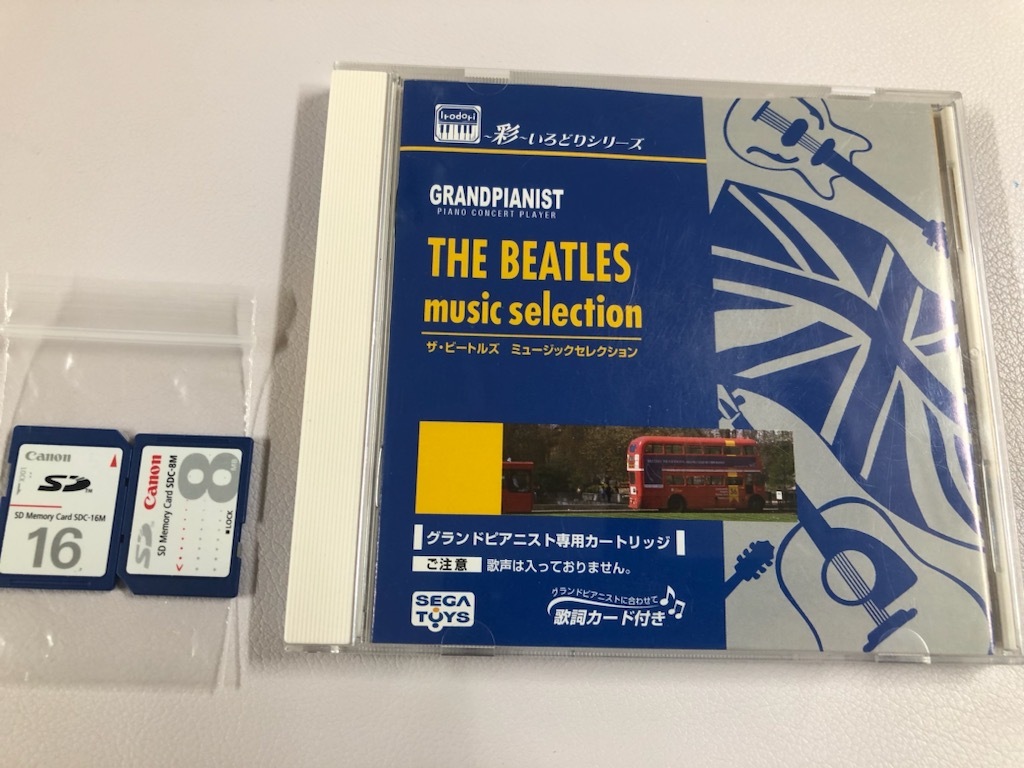 Irodori
～彩～いろどりシリーズ
GRANDPIANIST
PIANO CONCERT PLAYER
THE BEATLES
music selection
ザ・ビートルズ ミュージックセレクション
グランドピアニスト専用カートリッジ
ご注意 歌声は入っておりません。
SEGA
TOYS
グランドピアニストに合わせて
歌詞カード付き
Canon
LOCK
SD
TM
SD Memory Card SDC-16M
16
Canon
SD Memory Card SDC-8M
SD
8
MB
LOCK